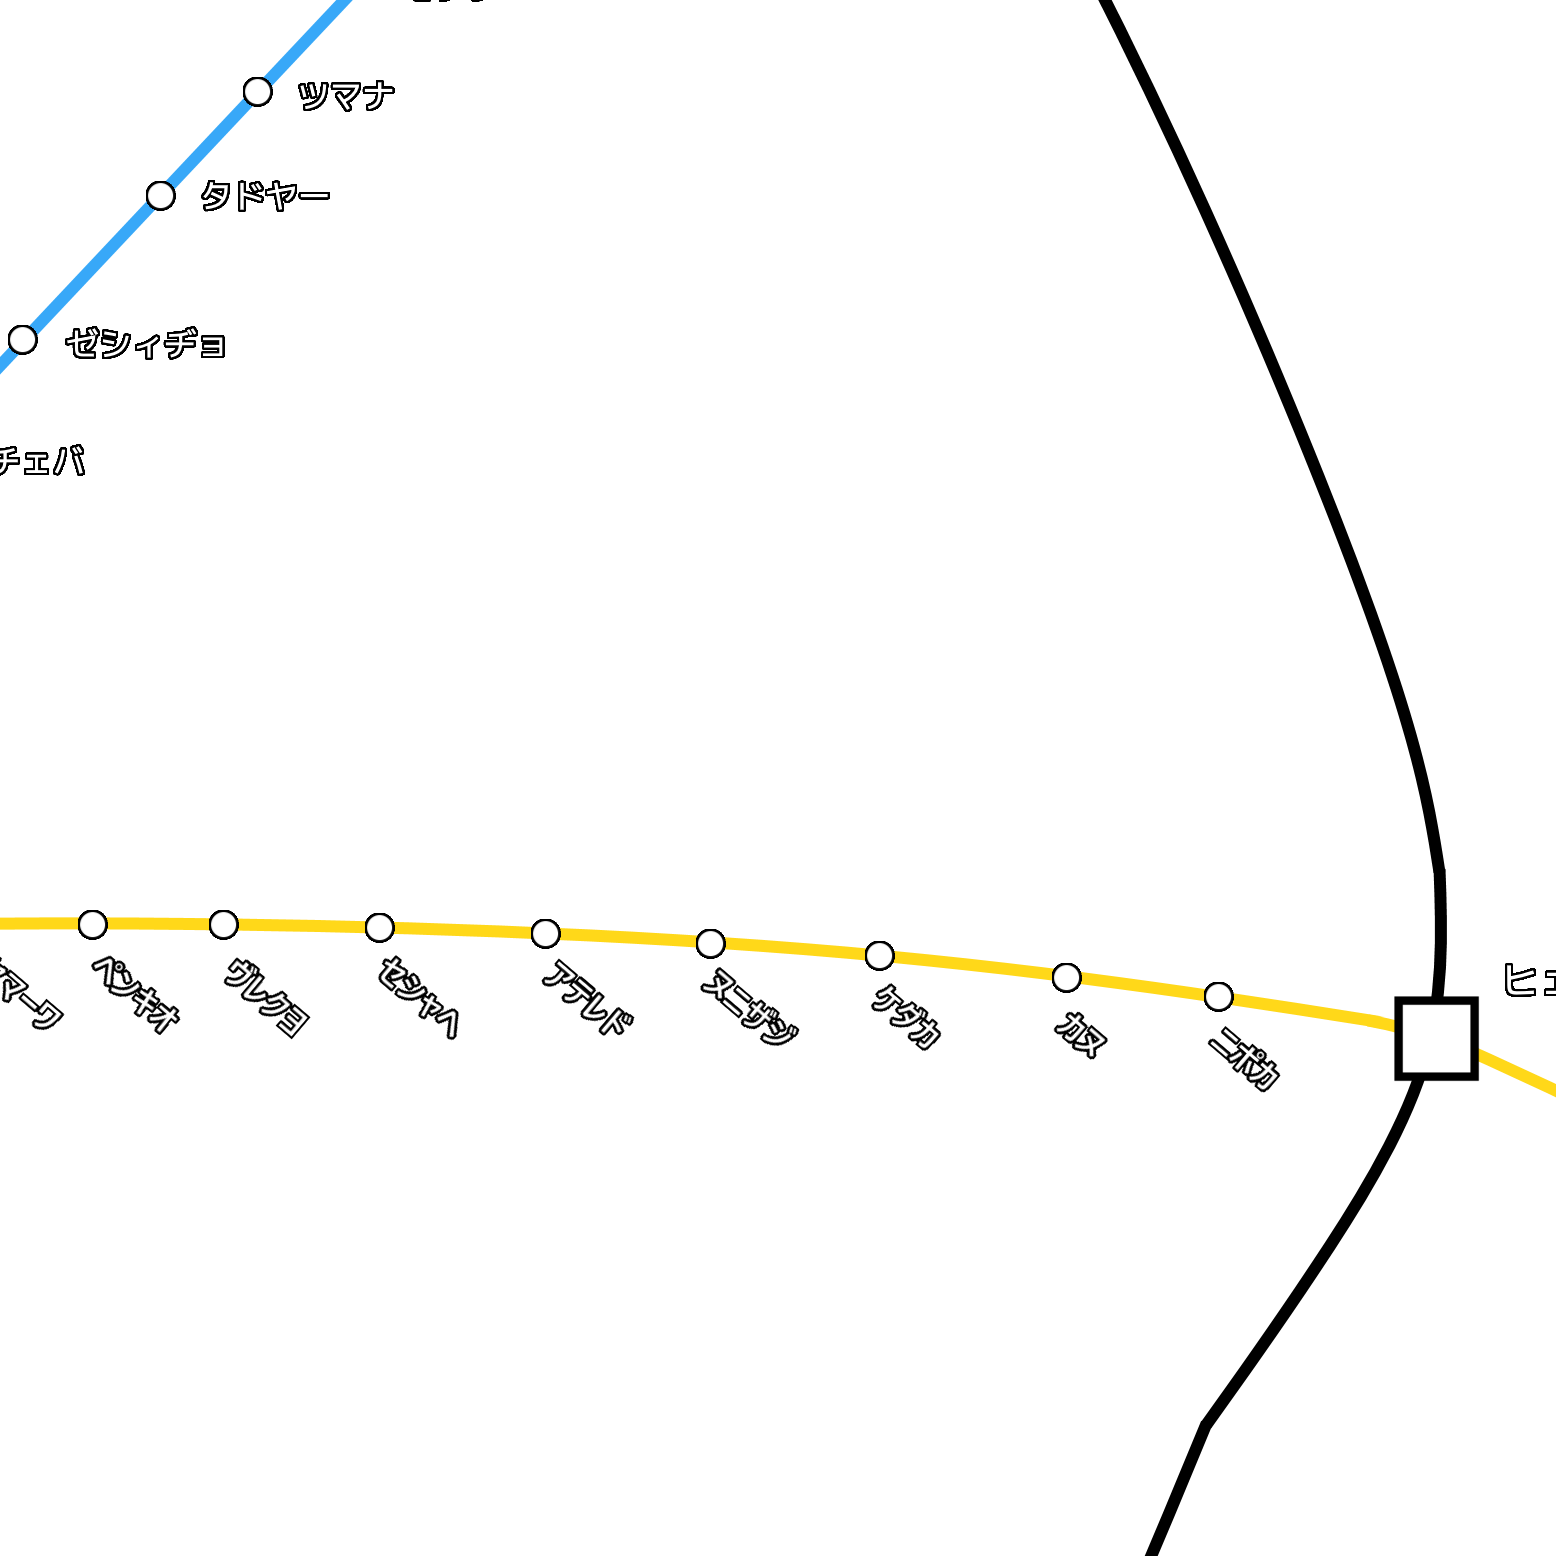 ツマナ
タドヤー
ゼシィヂョ
チェバ
マーワ
ペンキオ
ヴレクヨ
セシャヘ
アテレド
ヌニザジ
ケダカ
カヌ
ニポカ
ヒェ